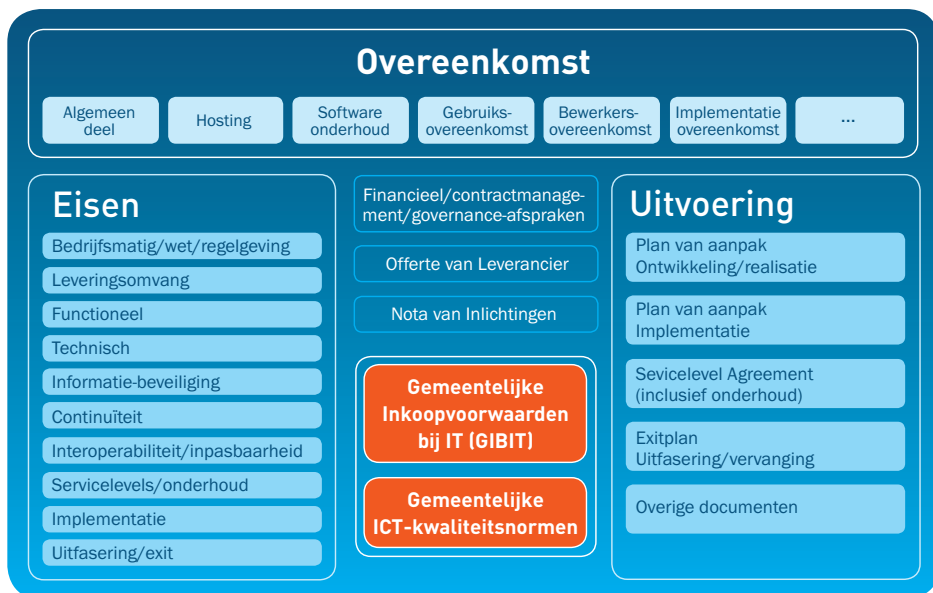 Overeenkomst
Algemeen
deel
Hosting
Software
onderhoud
Gebruiks-
overeenkomst
Bewerkers-
overeenkomst
Implementatie
overeenkomst
...
Eisen
Bedrijfsmatig/wet/regelgeving
Leveringsomvang
Functioneel
Technisch
Informatie-beveiliging
Continuïteit
Interoperabiliteit/inpasbaarheid
Servicelevels/onderhoud
Implementatie
Uitfasering/exit
Financieel/contractmanage-
ment/governance-afspraken
Offerte van Leverancier
Nota van Inlichtingen
Gemeentelijke
Inkoopvoorwaarden
bij IT (GIBIT)
Gemeentelijke
ICT-kwaliteitsnormen
Uitvoering
Plan van aanpak
Ontwikkeling/realisatie
Plan van aanpak
Implementatie
Sevicelevel Agreement
(inclusief onderhoud)
Exitplan
Uitfasering/vervanging
Overige documenten